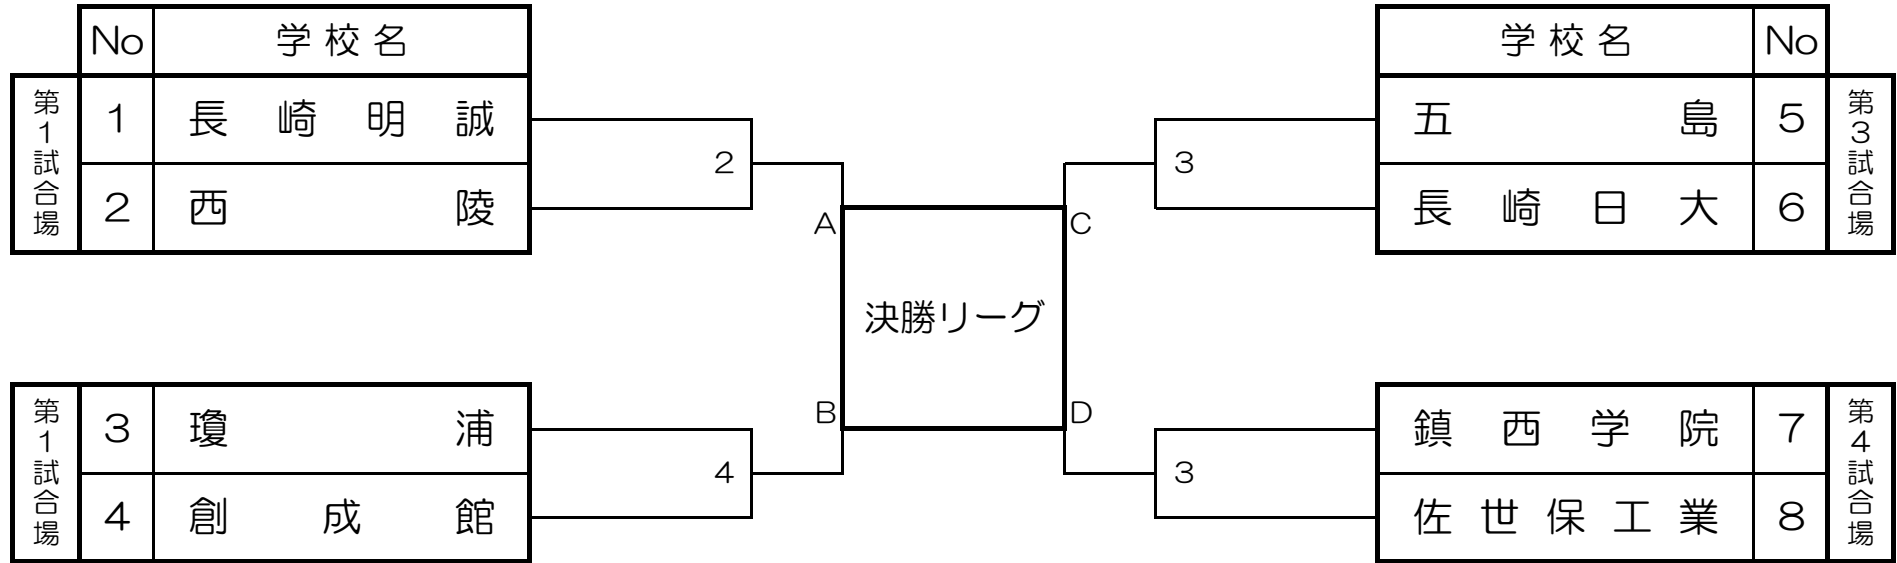 No 学校名
第1試合場
1 長崎明誠
2 西陵
2
第1試合場
3 瓊浦
4 創成館
4
A
B
決勝リーグ
C
D
学校名 No
五島 5
長崎日大 6
第3試合場
3
鎮西学院 7
佐世保工業 8
第4試合場
3